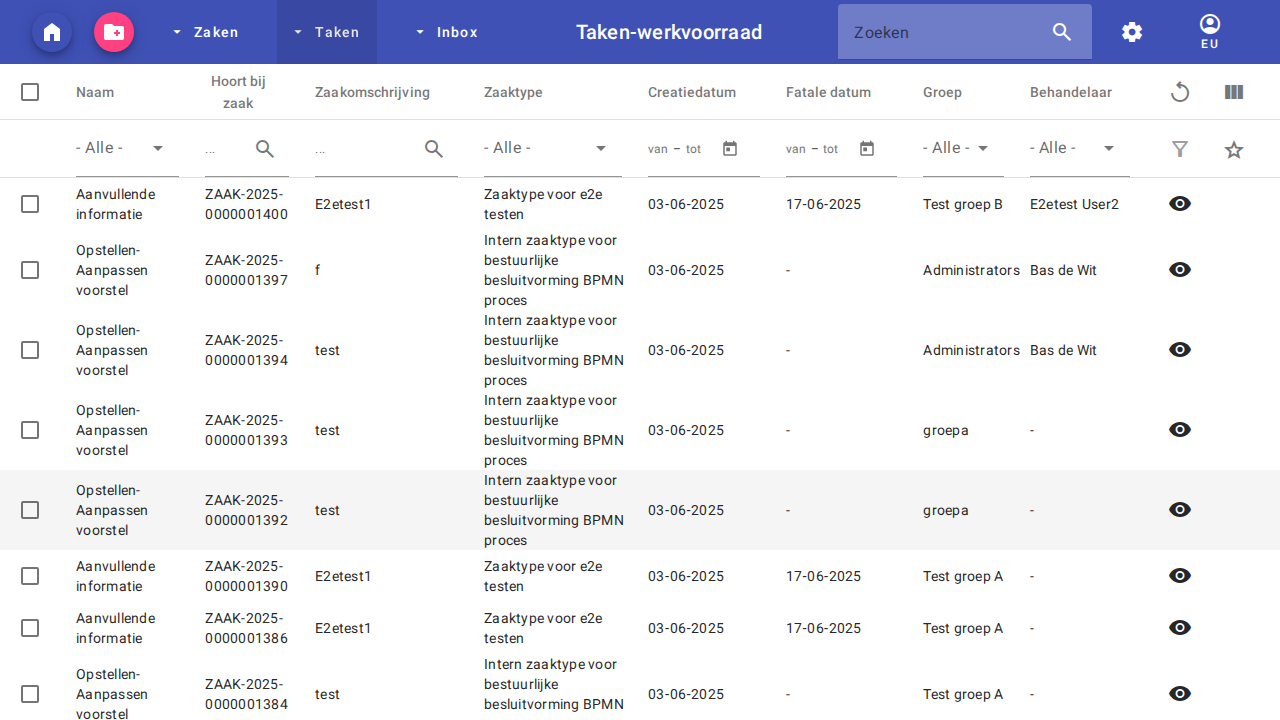 Zaken Taken Inbox Taken-werkvoorraad Zoeken EU
Naam Hoort bij zaak Zaakomschrijving Zaaktype Creatiedatum Fatale datum Groep Behandelaar
- Alle - ... ... - Alle - van – tot van – tot - Alle - - Alle -
Aanvullende informatie ZAAK-2025-0000001400 E2etest1 Zaaktype voor e2e testen 03-06-2025 17-06-2025 Test groep B E2etest User2
Opstellen-Aanpassen voorstel ZAAK-2025-0000001397 f Intern zaaktype voor bestuurlijke besluitvorming BPMN proces 03-06-2025 - Administrators Bas de Wit
Opstellen-Aanpassen voorstel ZAAK-2025-0000001394 test Intern zaaktype voor bestuurlijke besluitvorming BPMN proces 03-06-2025 - Administrators Bas de Wit
Opstellen-Aanpassen voorstel ZAAK-2025-0000001393 test Intern zaaktype voor bestuurlijke besluitvorming BPMN proces 03-06-2025 - groepa -
Opstellen-Aanpassen voorstel ZAAK-2025-0000001392 test Intern zaaktype voor bestuurlijke besluitvorming BPMN proces 03-06-2025 - groepa -
Aanvullende informatie ZAAK-2025-0000001390 E2etest1 Zaaktype voor e2e testen 03-06-2025 17-06-2025 Test groep A -
Aanvullende informatie ZAAK-2025-0000001386 E2etest1 Zaaktype voor e2e testen 03-06-2025 17-06-2025 Test groep A -
Opstellen-Aanpassen voorstel ZAAK-2025-0000001384 test Intern zaaktype voor bestuurlijke besluitvorming BPMN 03-06-2025 - Test groep A -